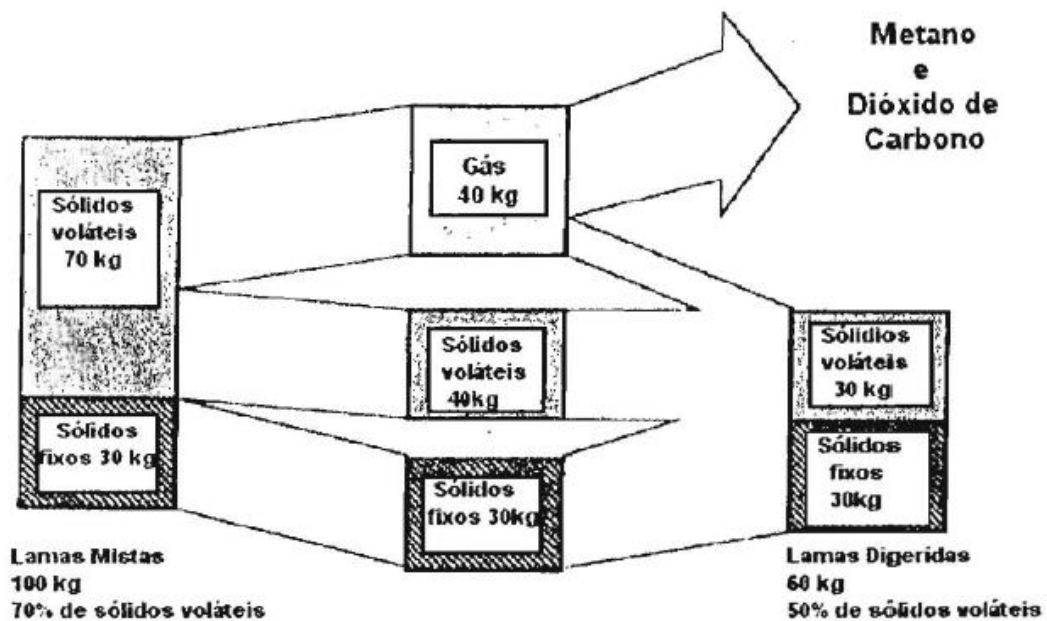 Metano
e
Dióxido de
Carbono
Gás
40 kg
Sólidos
voláteis
70 kg
Sólidos
voláteis
40kg
Sólidios
voláteis
30 kg
Sólidos
fixos 30 kg
Sólidos
fixos 30kg
Sólidos
fixos
30kg
Lamas Mistas
100 kg
70% de sólidos voláteis
Lamas Digeridas
60 kg
50% de sólidos voláteis